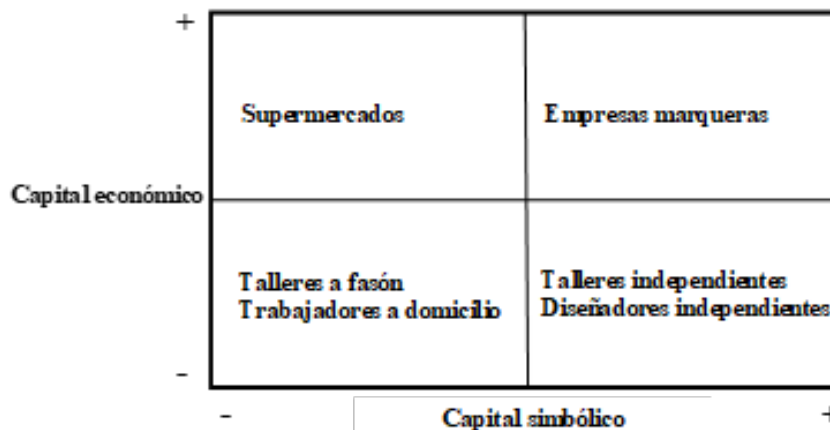 +
Supermercados
Empresas marqueras
Capital económico
Talleres a fasón
Trabajadores a domicilio
Talleres independientes
Diseñadores independientes
-
-
Capital simbólico
+